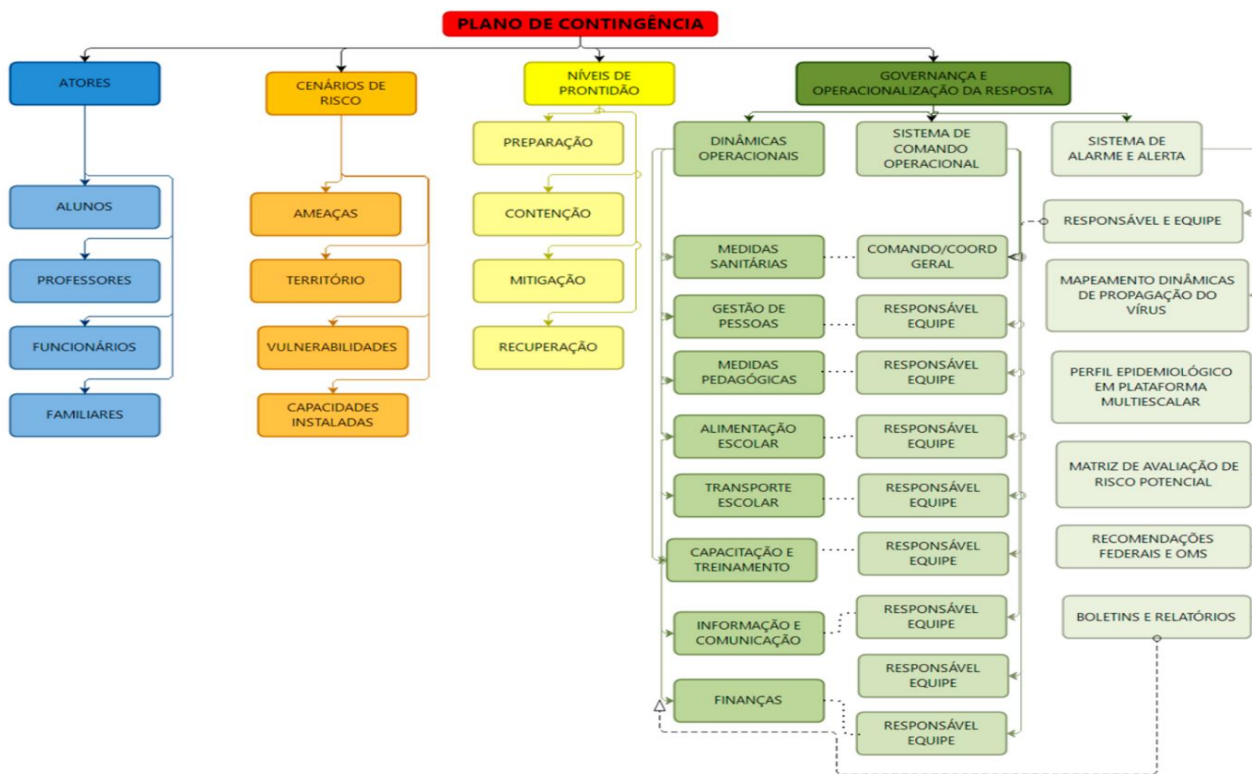 PLANO DE CONTINGÊNCIA
ATORES
ALUNOS
PROFESSORES
FUNCIONÁRIOS
FAMILIARES
CENÁRIOS DE
RISCO
AMEAÇAS
TERRITÓRIO
VULNERABILIDADES
CAPACIDADES
INSTALADAS
NÍVEIS DE
PRONTIDÃO
PREPARAÇÃO
CONTENÇÃO
MITIGAÇÃO
RECUPERAÇÃO
GOVERNANÇA E
OPERACIONALIZAÇÃO DA RESPOSTA
DINÂMICAS
OPERACIONAIS
MEDIDAS
SANITÁRIAS
GESTÃO DE
PESSOAS
MEDIDAS
PEDAGÓGICAS
ALIMENTAÇÃO
ESCOLAR
TRANSPORTE
ESCOLAR
CAPACITAÇÃO E
TREINAMENTO
INFORMAÇÃO E
COMUNICAÇÃO
FINANÇAS
SISTEMA DE
COMANDO
OPERACIONAL
COMANDO/COORD
GERAL
RESPONSÁVEL
EQUIPE
RESPONSÁVEL
EQUIPE
RESPONSÁVEL
EQUIPE
RESPONSÁVEL
EQUIPE
RESPONSÁVEL
EQUIPE
RESPONSÁVEL
EQUIPE
RESPONSÁVEL
EQUIPE
RESPONSÁVEL
EQUIPE
SISTEMA DE
ALARME E ALERTA
RESPONSÁVEL E EQUIPE
MAPEAMENTO DINÂMICAS
DE PROPAGAÇÃO DO
VÍRUS
PERFIL EPIDEMIOLÓGICO
EM PLATAFORMA
MULTIESCALAR
MATRIZ DE AVALIAÇÃO DE
RISCO POTENCIAL
RECOMENDAÇÕES
FEDERAIS E OMS
BOLETINS E RELATÓRIOS